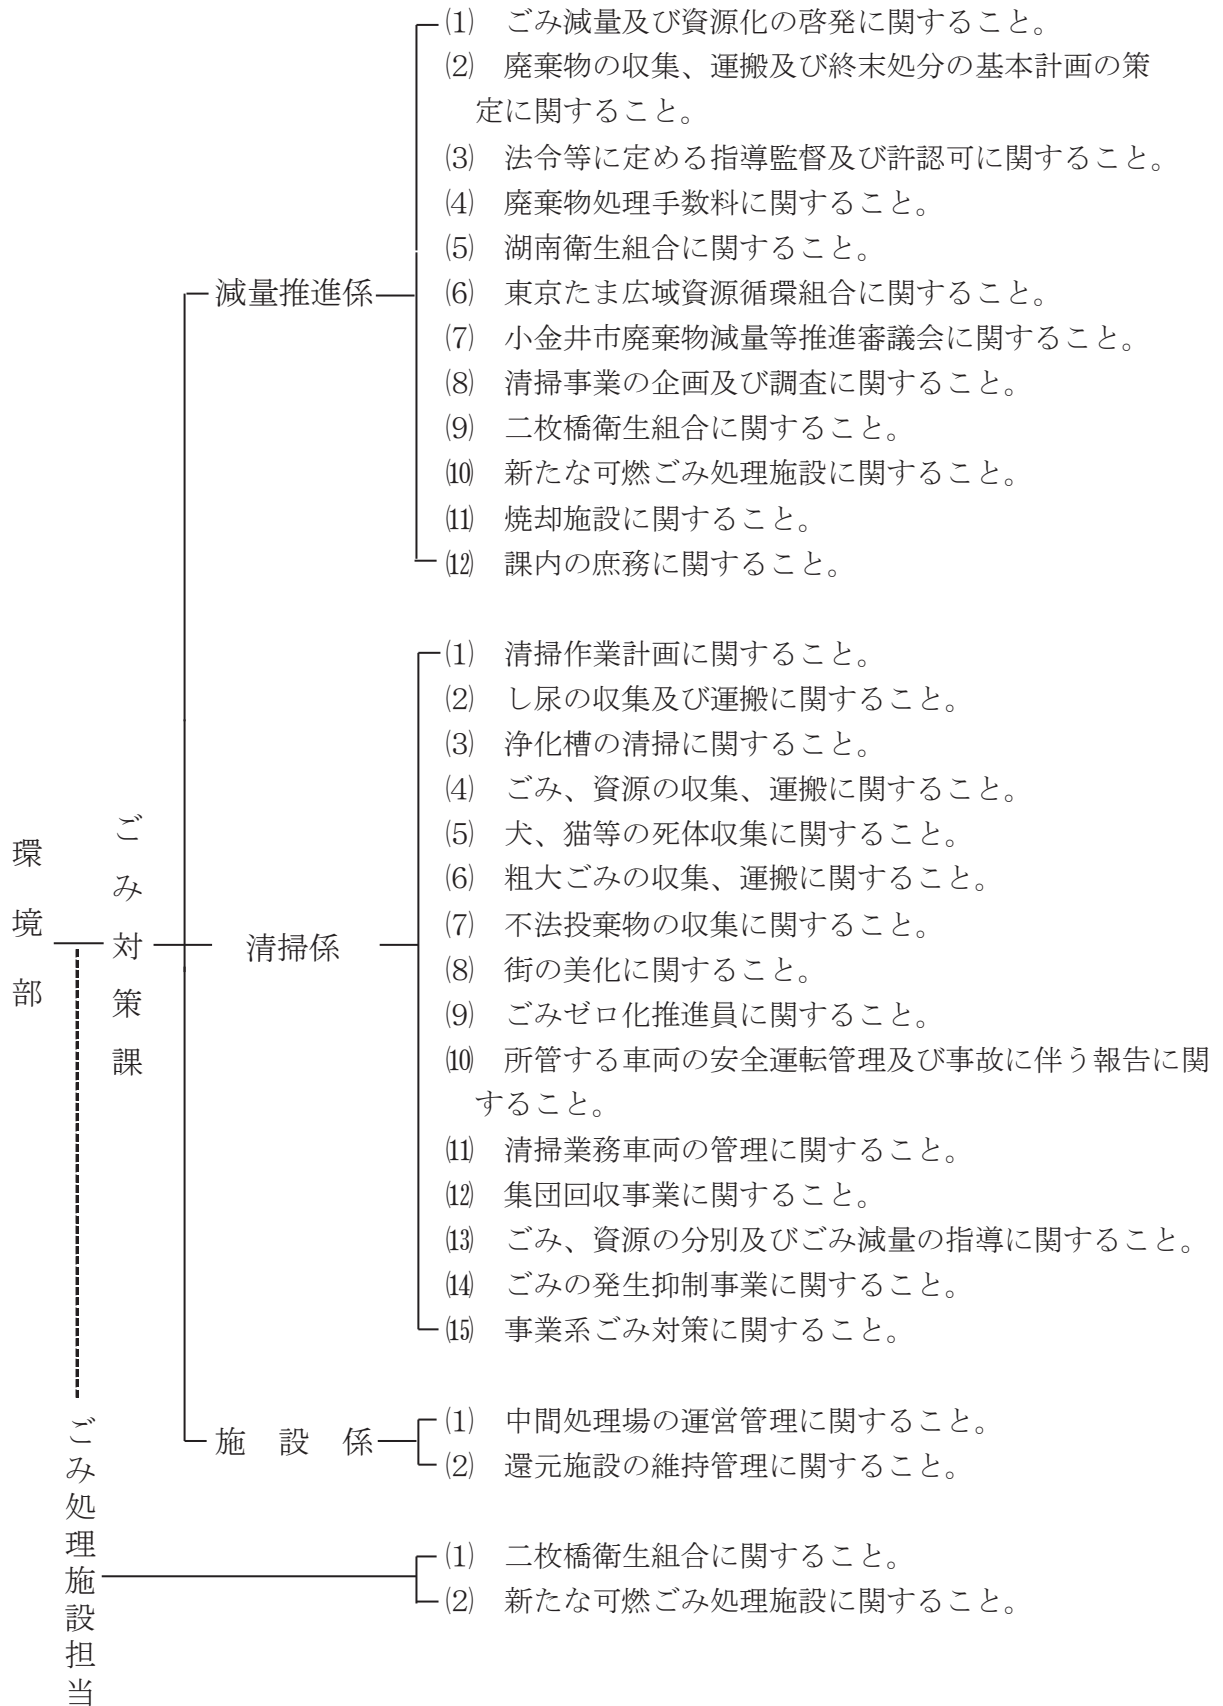 環境部
ごみ対策課
減量推進係
⑴ ごみ減量及び資源化の啓発に関すること。
⑵ 廃棄物の収集、運搬及び終末処分の基本計画の策
定に関すること。
⑶ 法令等に定める指導監督及び許認可に関すること。
⑷ 廃棄物処理手数料に関すること。
⑸ 湖南衛生組合に関すること。
⑹ 東京たま広域資源循環組合に関すること。
⑺ 小金井市廃棄物減量等推進審議会に関すること。
⑻ 清掃事業の企画及び調査に関すること。
⑼ 二枚橋衛生組合に関すること。
⑽ 新たな可燃ごみ処理施設に関すること。
⑾ 焼却施設に関すること。
⑿ 課内の庶務に関すること。
清掃係
⑴ 清掃作業計画に関すること。
⑵ し尿の収集及び運搬に関すること。
⑶ 浄化槽の清掃に関すること。
⑷ ごみ、資源の収集、運搬に関すること。
⑸ 犬、猫等の死体収集に関すること。
⑹ 粗大ごみの収集、運搬に関すること。
⑺ 不法投棄物の収集に関すること。
⑻ 街の美化に関すること。
⑼ ごみゼロ化推進員に関すること。
⑽ 所管する車両の安全運転管理及び事故に伴う報告に関
すること。
⑾ 清掃業務車両の管理に関すること。
⑿ 集団回収事業に関すること。
⒀ ごみ、資源の分別及びごみ減量の指導に関すること。
⒁ ごみの発生抑制事業に関すること。
⒂ 事業系ごみ対策に関すること。
施設係
⑴ 中間処理場の運営管理に関すること。
⑵ 還元施設の維持管理に関すること。
ごみ処理施設担当
⑴ 二枚橋衛生組合に関すること。
⑵ 新たな可燃ごみ処理施設に関すること。